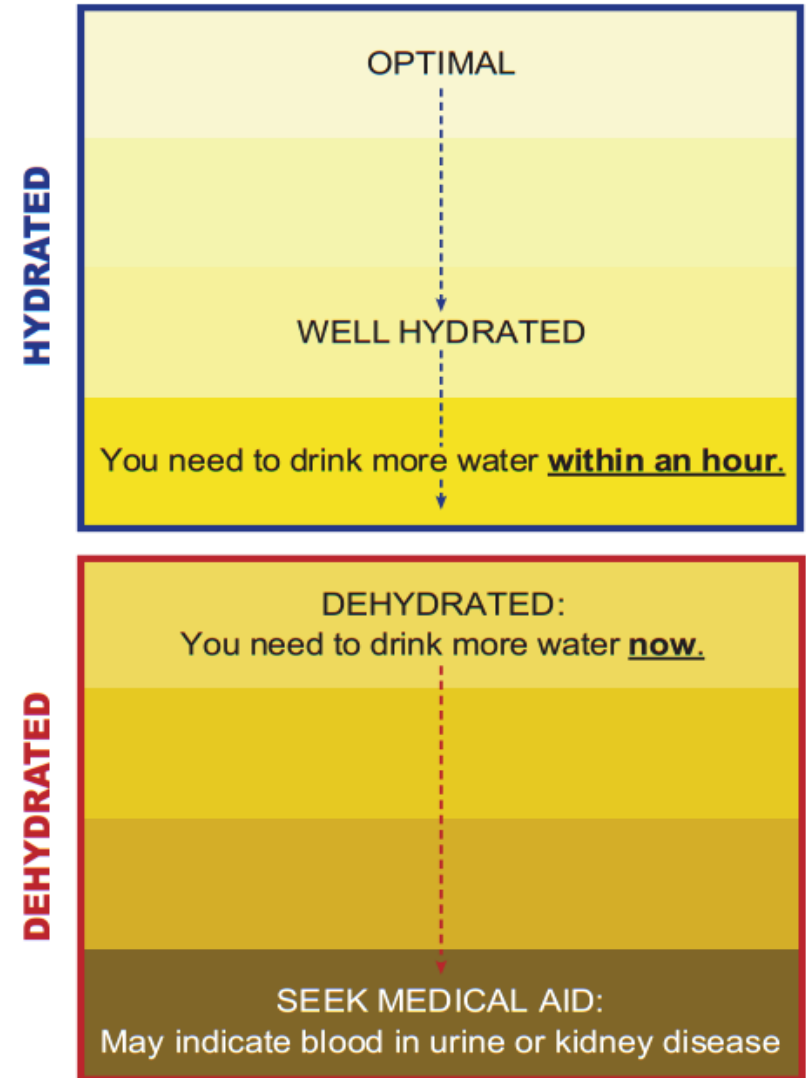 HYDRATED
OPTIMAL
WELL HYDRATED
You need to drink more water within an hour.
DEHYDRATED
DEHYDRATED:
You need to drink more water now.
SEEK MEDICAL AID:
May indicate blood in urine or kidney disease